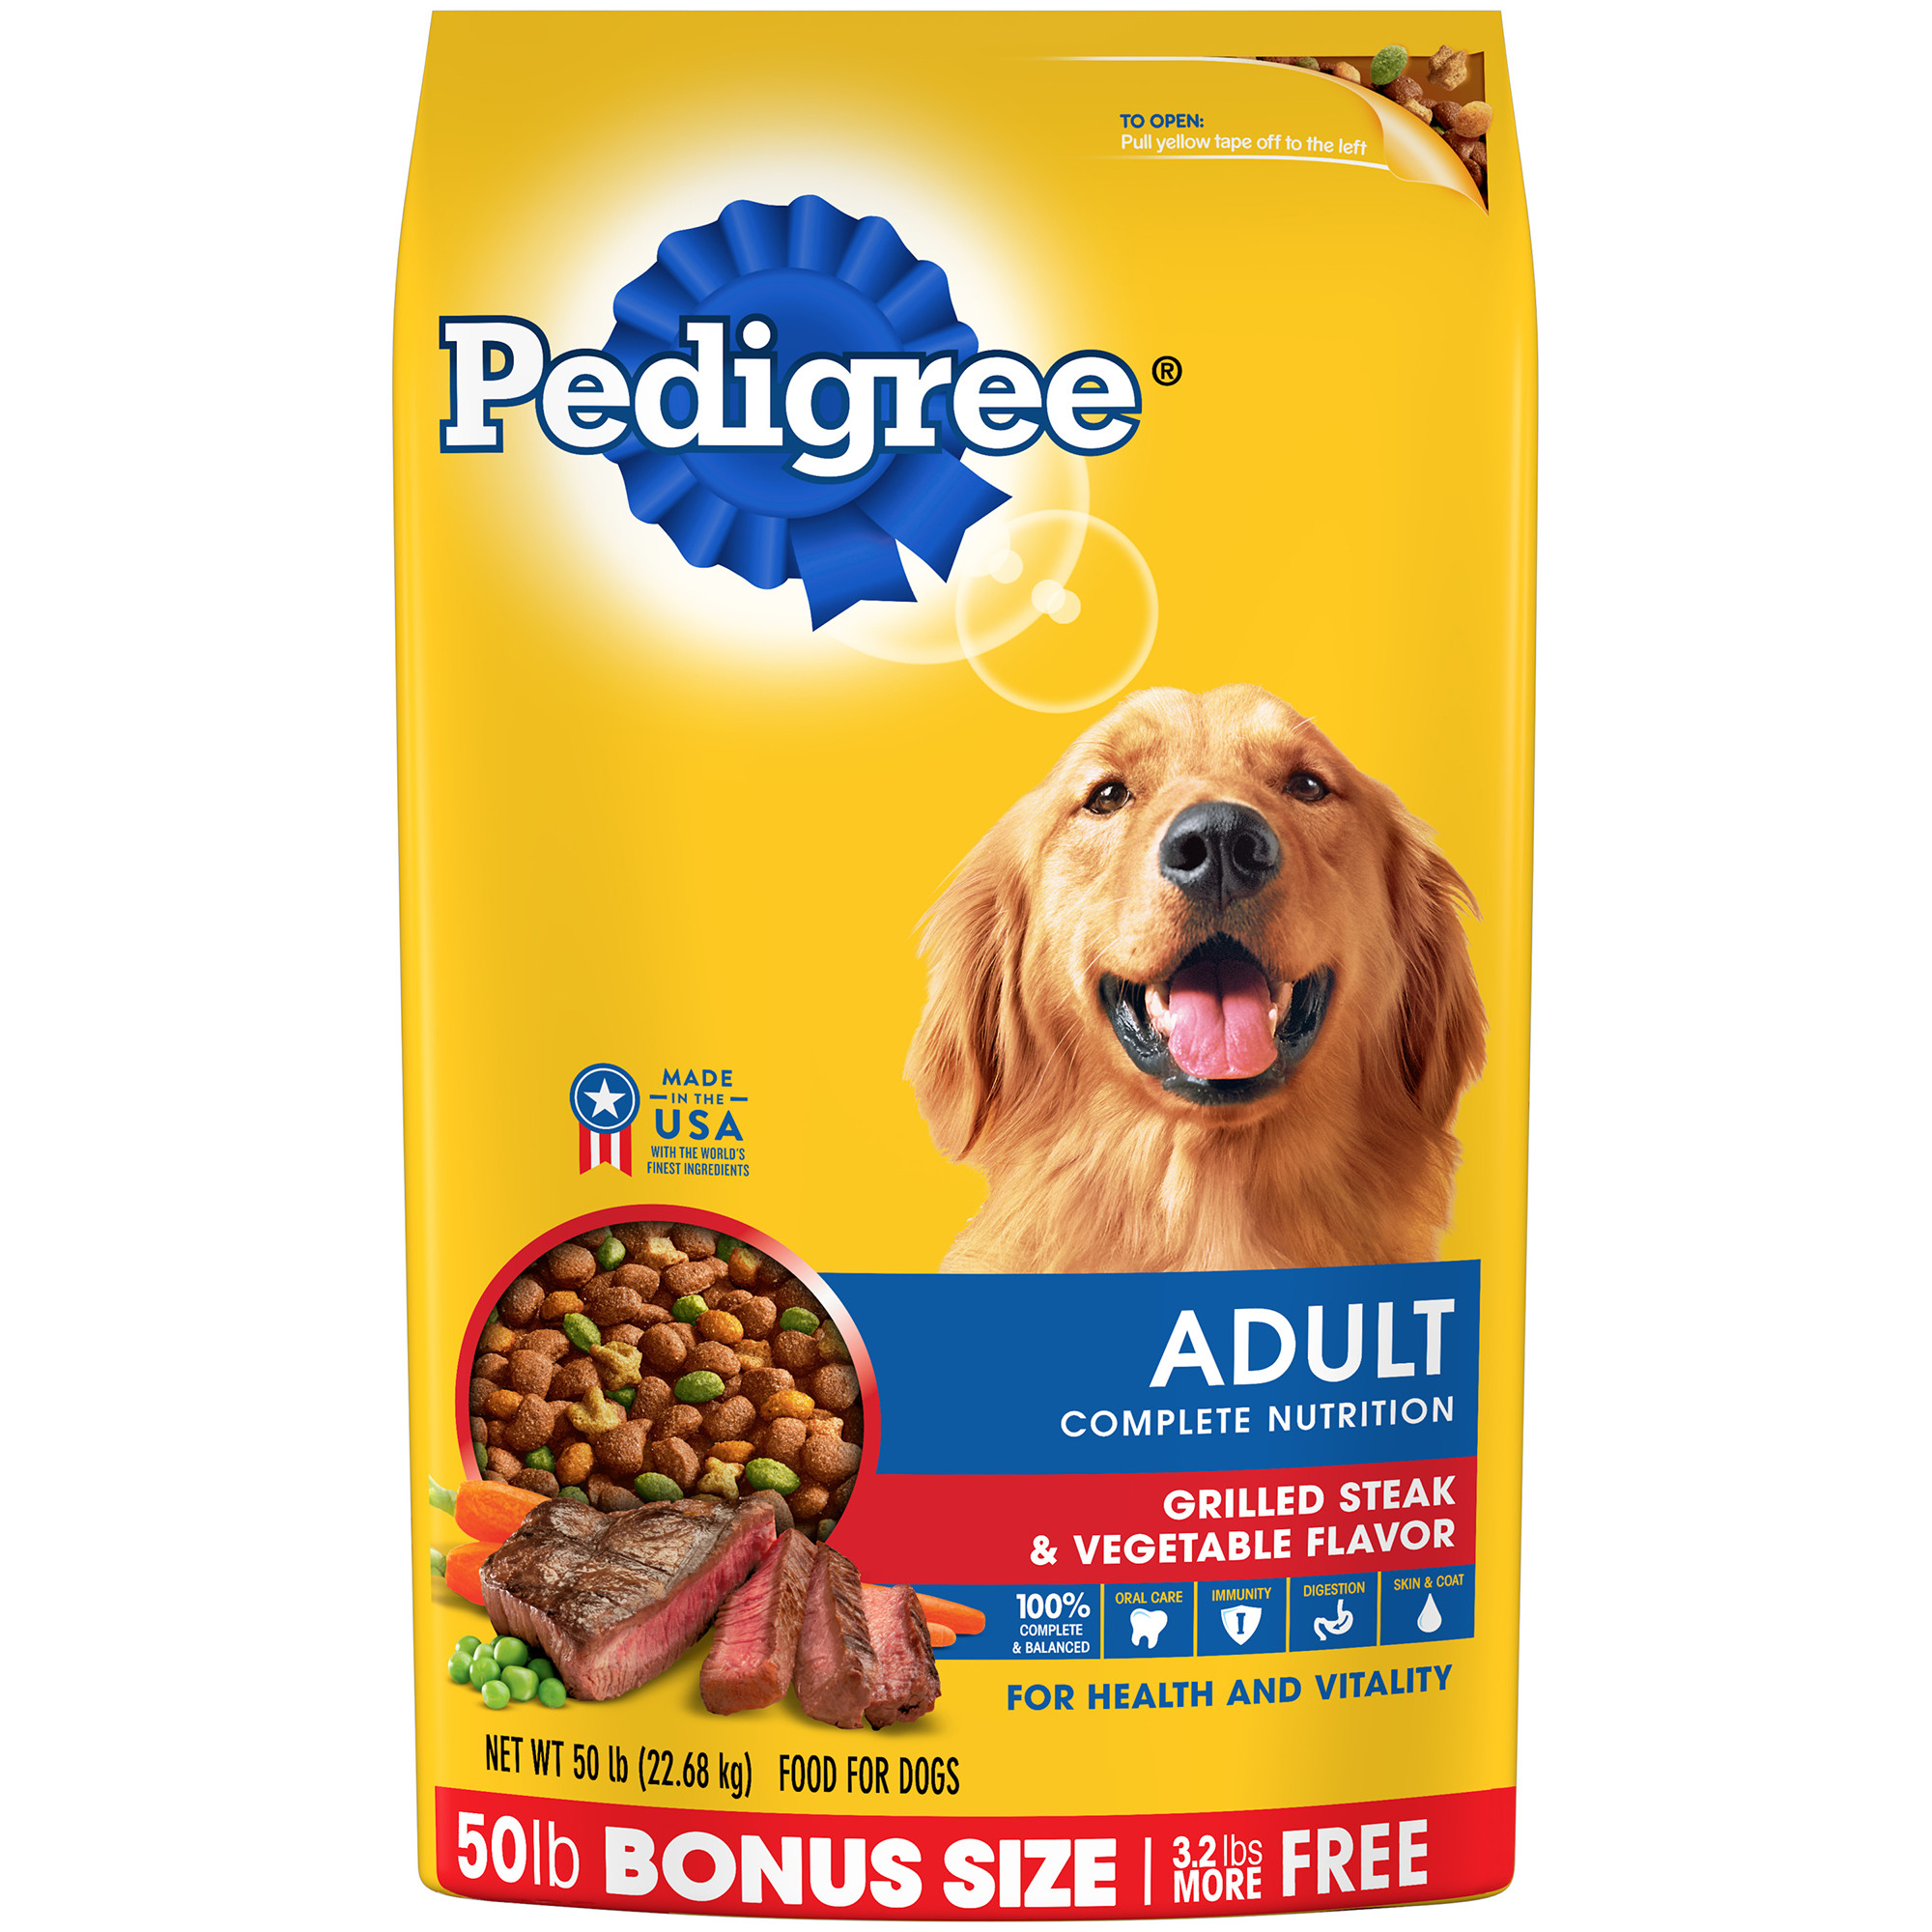 TO OPEN:
Pull yellow tape off to the left
Pedigree®
MADE
IN THE
USA
WITH THE WORLD'S
FINEST INGREDIENTS
ADULT
COMPLETE NUTRITION
GRILLED STEAK
& VEGETABLE FLAVOR
100%
COMPLETE
& BALANCED
ORAL CARE
IMMUNITY
I
DIGESTION
SKIN & COAT
FOR HEALTH AND VITALITY
NET WT 50 lb (22.68 kg) FOOD FOR DOGS
50lb BONUS SIZE | 3.2 lbs
MORE FREE